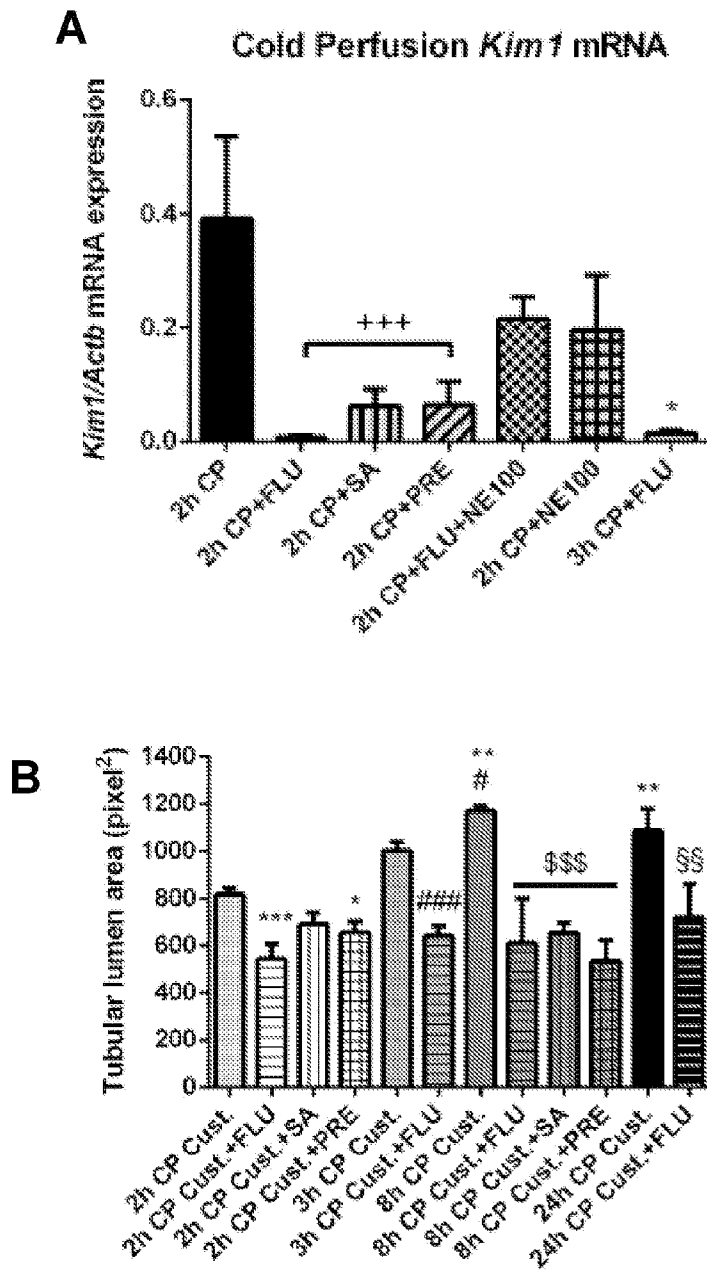 A
Cold Perfusion Kim1 mRNA
Kim1/Actb mRNA expression
0.6
0.4
0.2
0.0
+++
*
2h CP
2h CP+FLU
2h CP+SA
2h CP+PRE
2h CP+FLU+NE100
2h CP+NE100
3h CP+FLU
B
Tubular lumen area (pixel²)
1400
1200
1000
800
600
400
200
0
***
*
###
**
#
$$$
**
§§
2h CP Cust.
2h CP Cust.+FLU
2h CP Cust.+SA
2h CP Cust.+PRE
3h CP Cust.
3h CP Cust.+FLU
8h CP Cust.
8h CP Cust.+FLU
8h CP Cust.+SA
8h CP Cust.+PRE
24h CP Cust.
24h CP Cust.+FLU